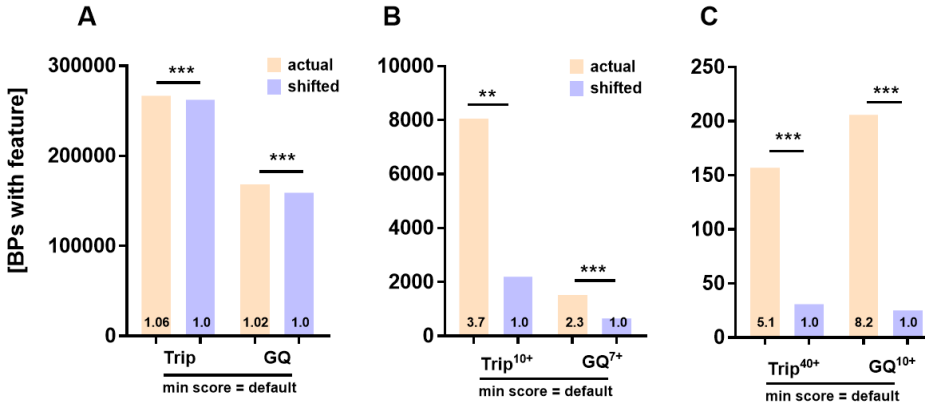 A
B
C
[BPs with feature]
300000
200000
100000
0
***
***
actual
shifted
1.06
1.0
1.02
1.0
Trip
GQ
min score = default
10000
8000
6000
4000
2000
0
**
***
actual
shifted
3.7
1.0
2.3
1.0
Trip10+
GQ7+
min score = default
250
200
150
100
50
0
***
***
5.1
1.0
8.2
1.0
Trip40+
GQ10+
min score = default